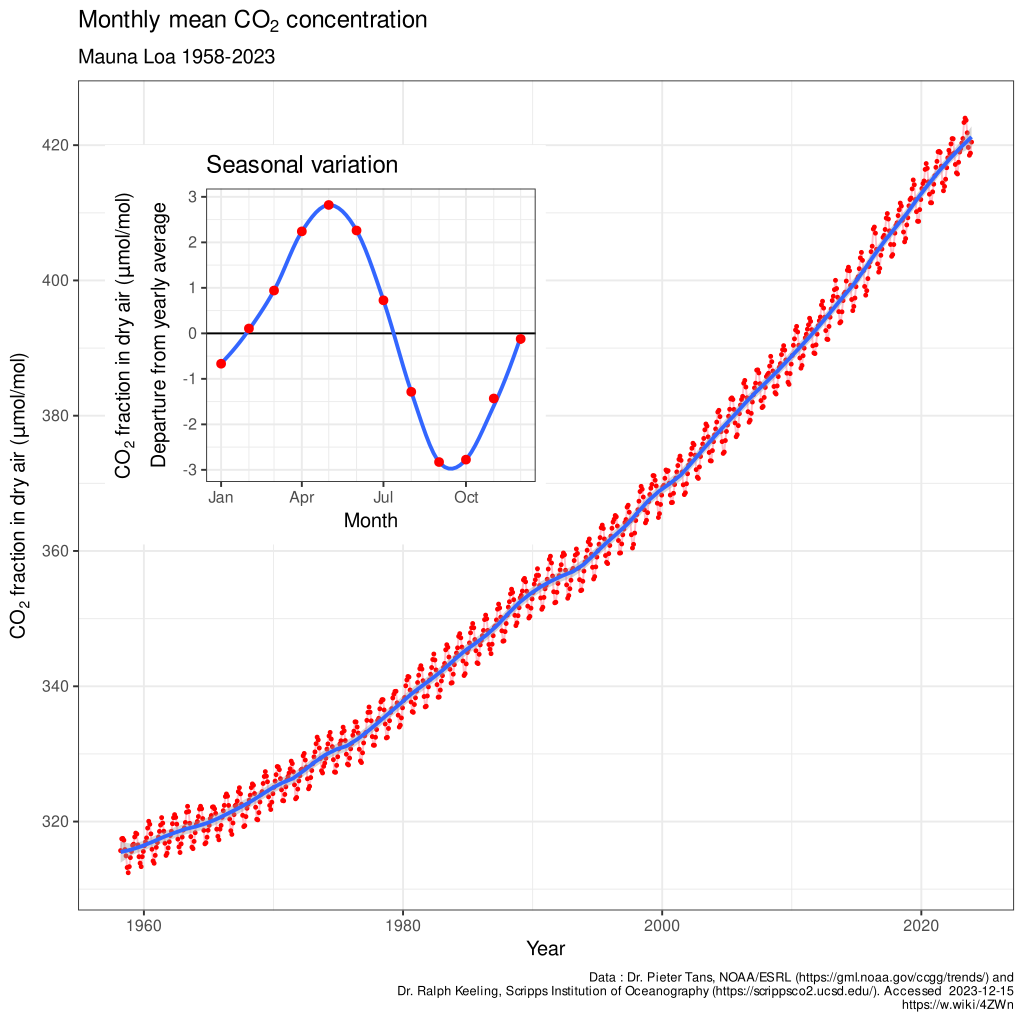 Monthly mean CO₂ concentration
Mauna Loa 1958-2023
CO₂ fraction in dry air (µmol/mol)
420
400
380
360
340
320
Seasonal variation
CO₂ fraction in dry air (µmol/mol)
Departure from yearly average
3
2
1
0
-1
-2
-3
Jan Apr Jul Oct
Month
1960 1980 2000 2020
Year
Data : Dr. Pieter Tans, NOAA/ESRL (https://gml.noaa.gov/ccgg/trends/) and
Dr. Ralph Keeling, Scripps Institution of Oceanography (https://scrippsco2.ucsd.edu/). Accessed 2023-12-15
https://w.wiki/4ZWn